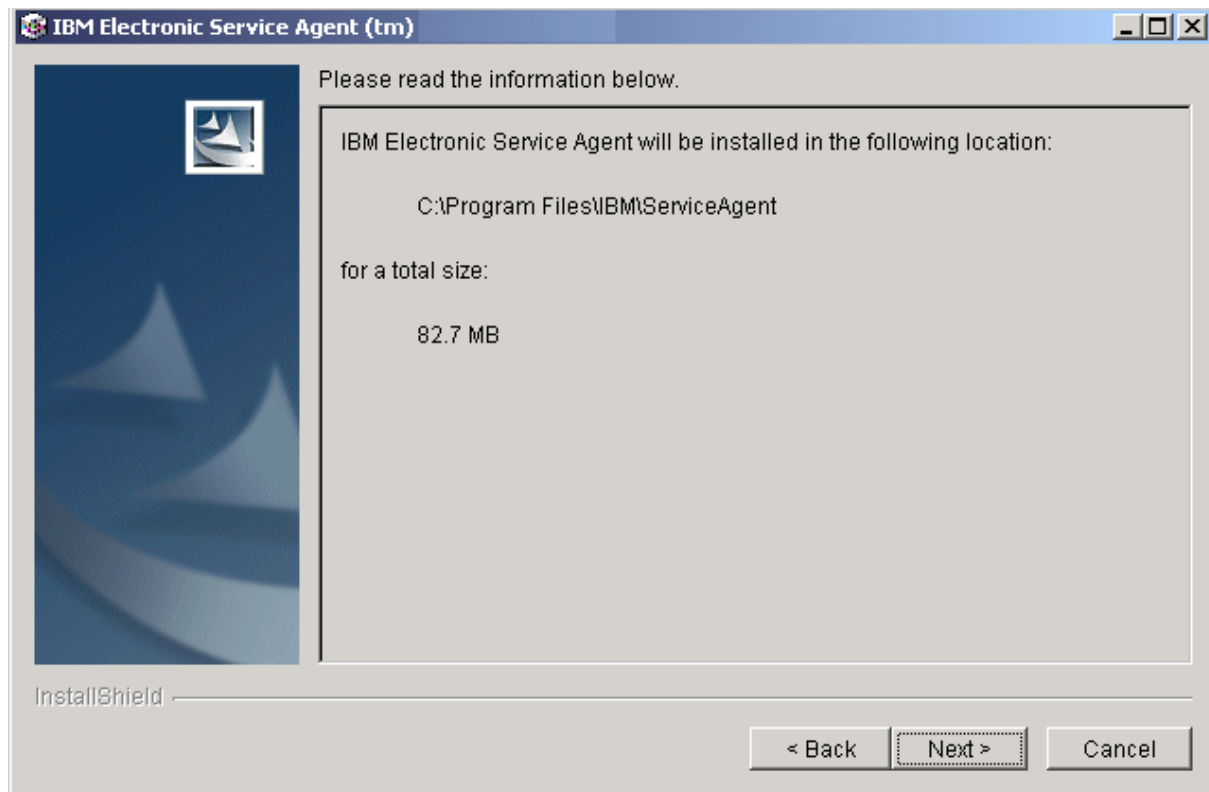 IBM Electronic Service Agent (tm)
Please read the information below.
IBM Electronic Service Agent will be installed in the following location:
C:\Program Files\IBM\ServiceAgent
for a total size:
82.7 MB
InstallShield
< Back
Next >
Cancel